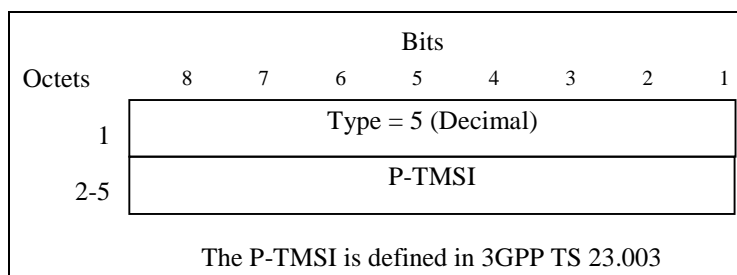 Bits
Octets 8 7 6 5 4 3 2 1
1 Type = 5 (Decimal)
2-5 P-TMSI
The P-TMSI is defined in 3GPP TS 23.003